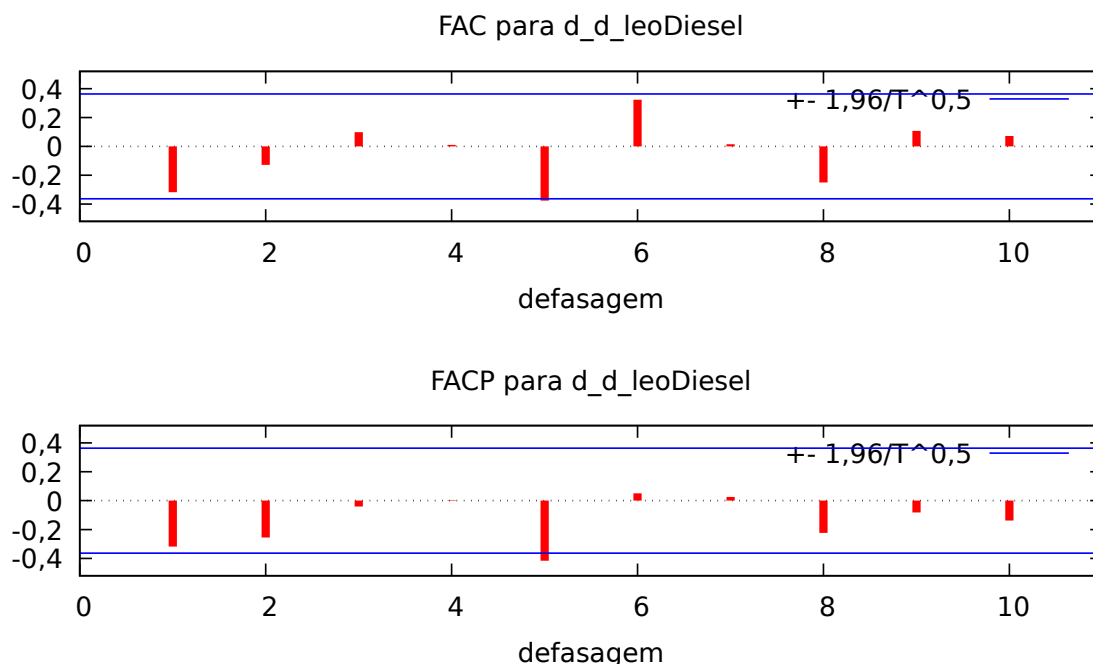 FAC para d_d_leoDiesel
0,4
0,2
0
-0,2
-0,4
+- 1,96/T^0,5
0 2 4 6 8 10
defasagem
FACP para d_d_leoDiesel
0,4
0,2
0
-0,2
-0,4
+- 1,96/T^0,5
0 2 4 6 8 10
defasagem